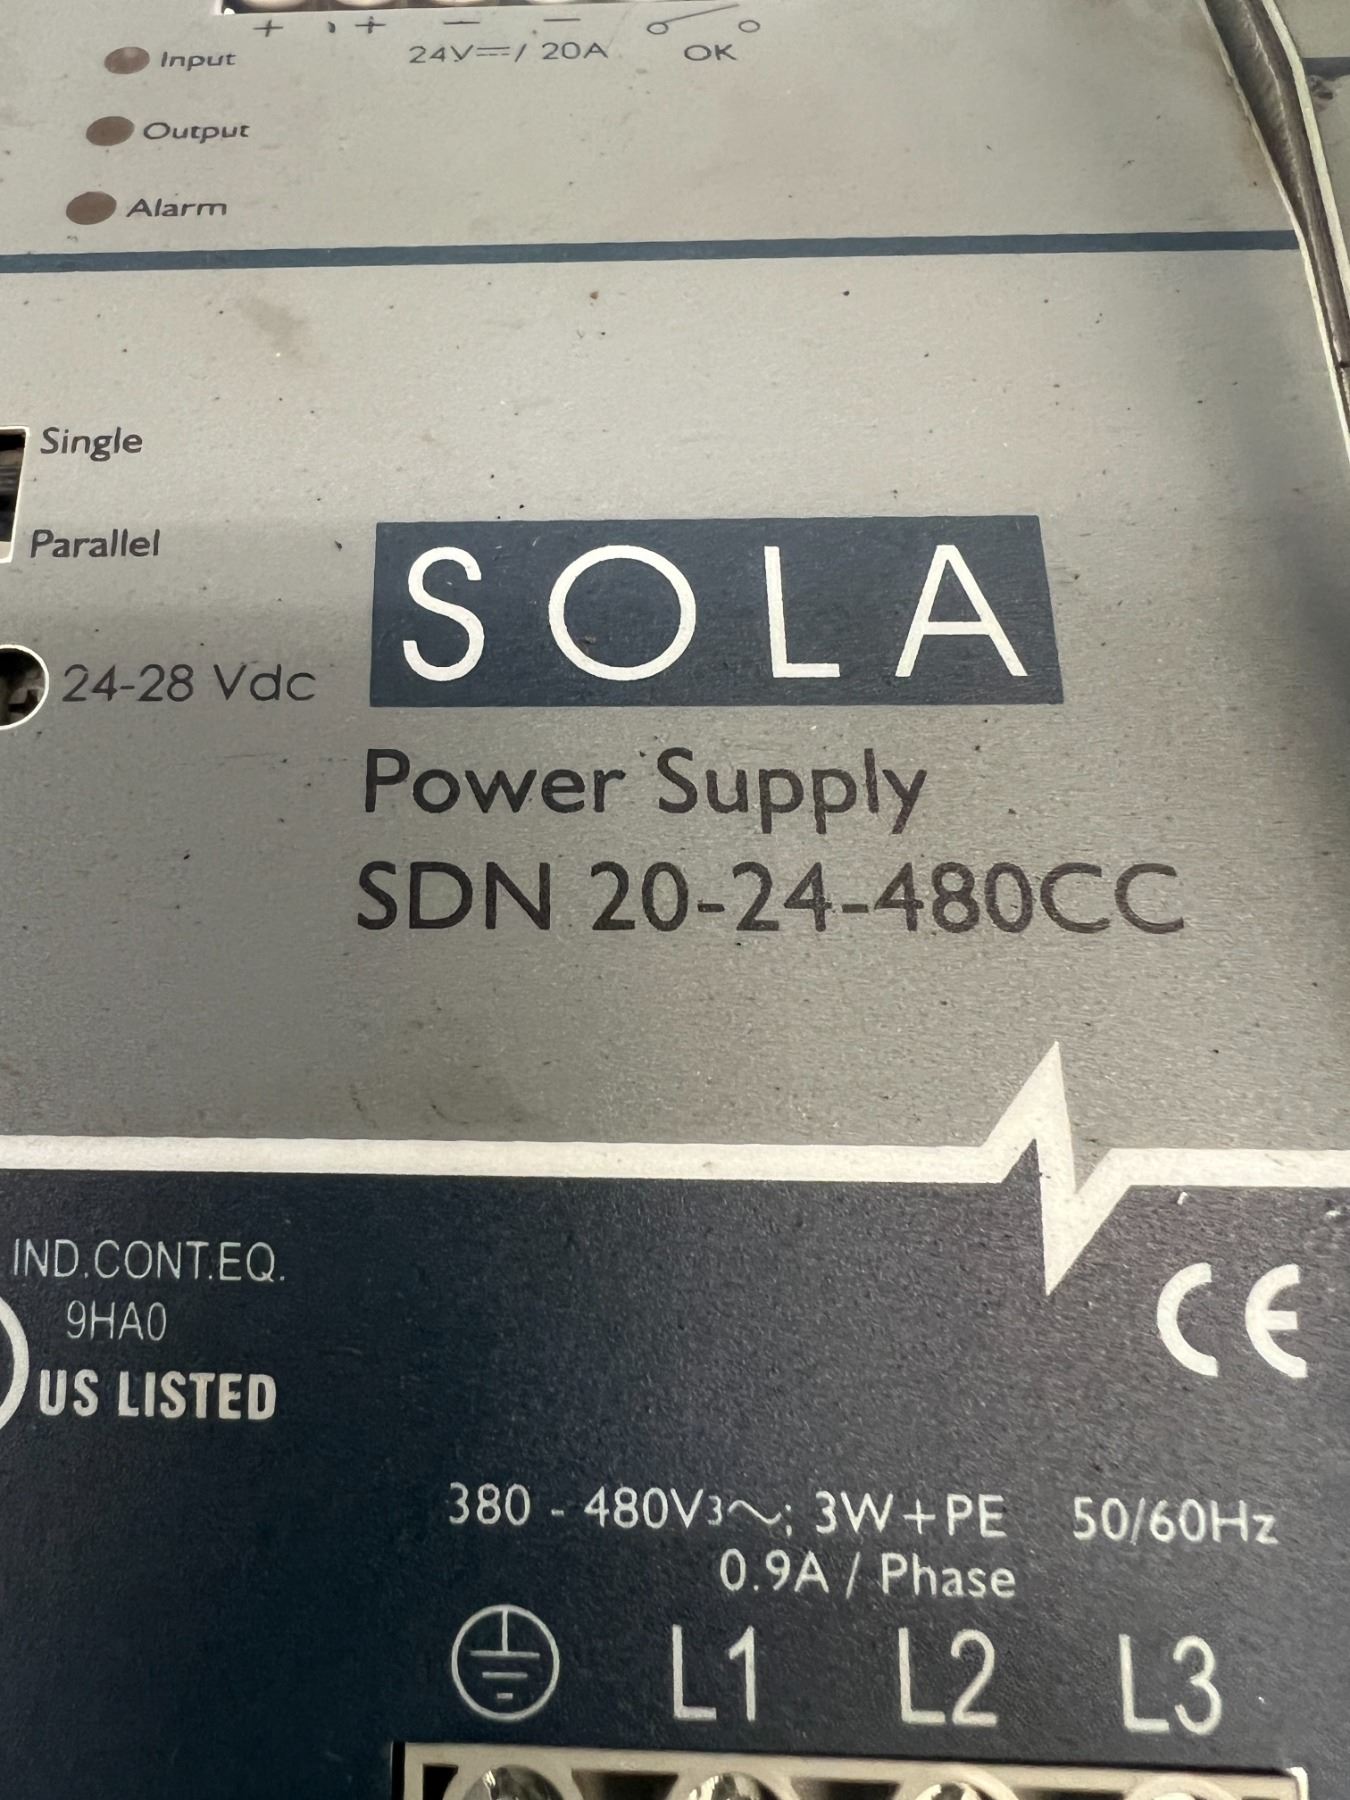 + + − −
Input 24V⎓/ 20A OK
Output
Alarm
Single
Parallel
SOLA
24-28 Vdc
Power Supply
SDN 20-24-480CC
IND.CONT.EQ.
9HA0
US LISTED
CE
380 - 480V3~; 3W+PE 50/60Hz
0.9A / Phase
L1 L2 L3